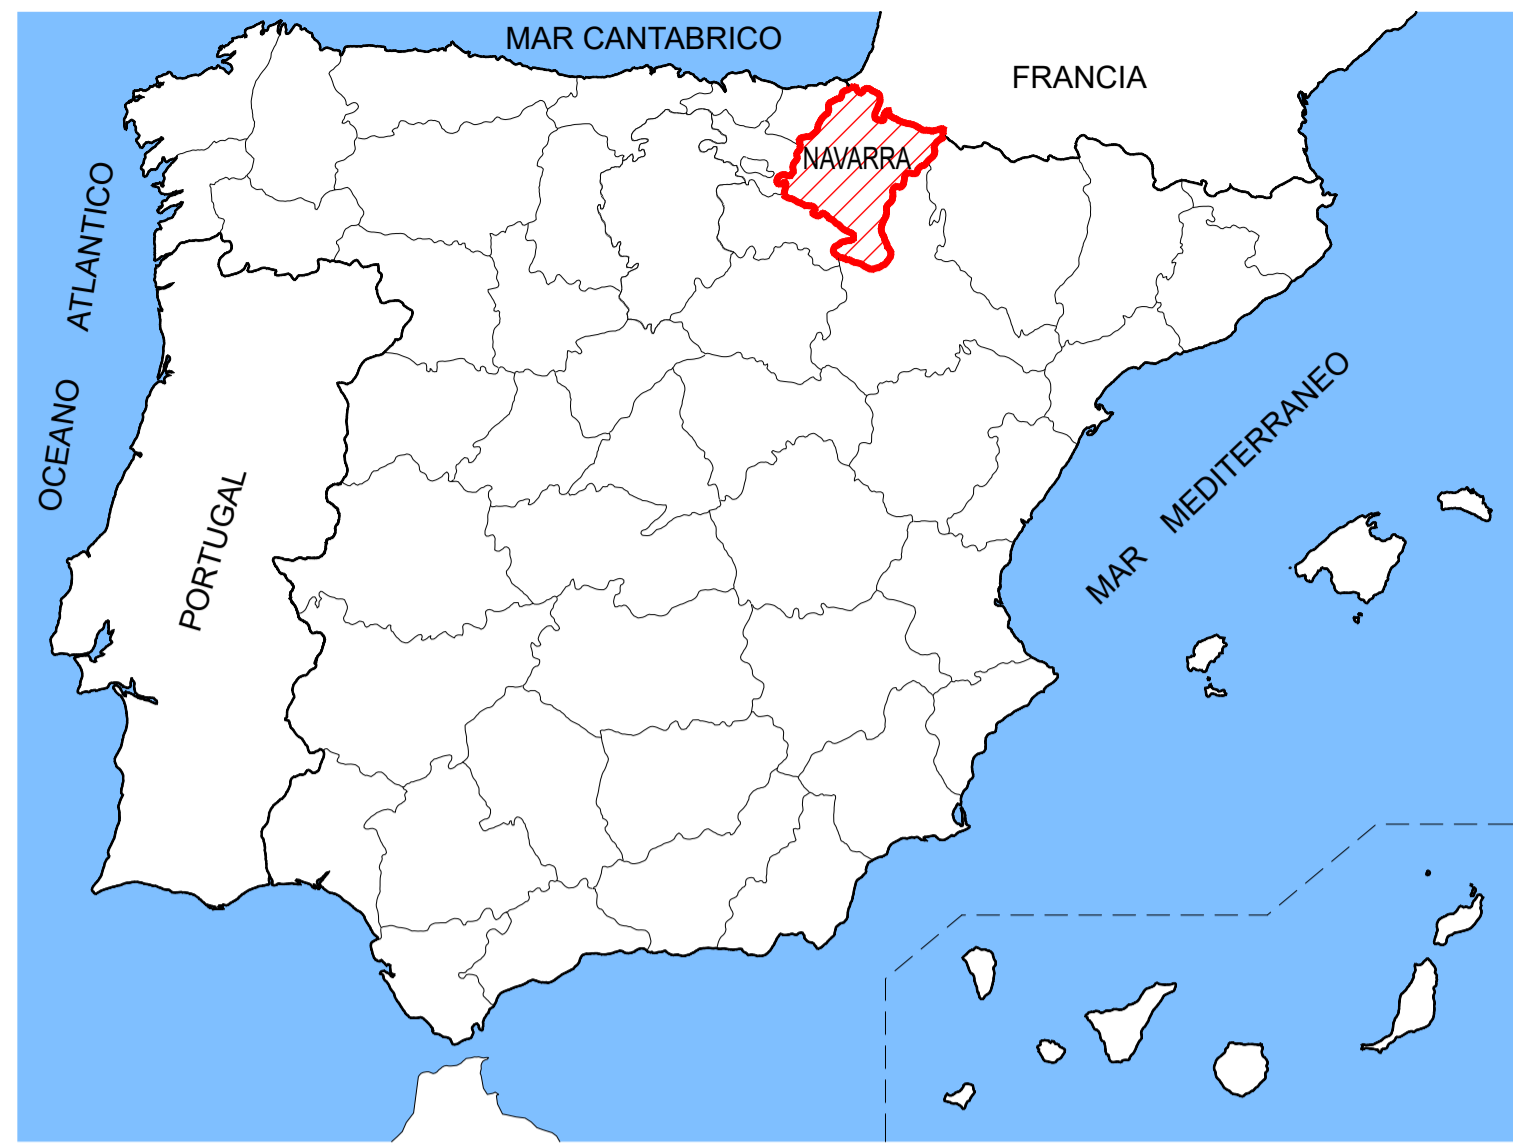 MAR CANTABRICO
FRANCIA
NAVARRA
OCEANO ATLANTICO
PORTUGAL
MAR MEDITERRANEO